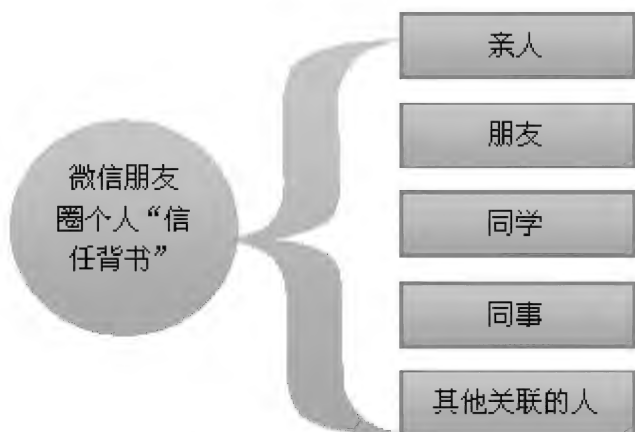 微信朋友
圈个人“信
任背书”
亲人
朋友
同学
同事
其他关联的人